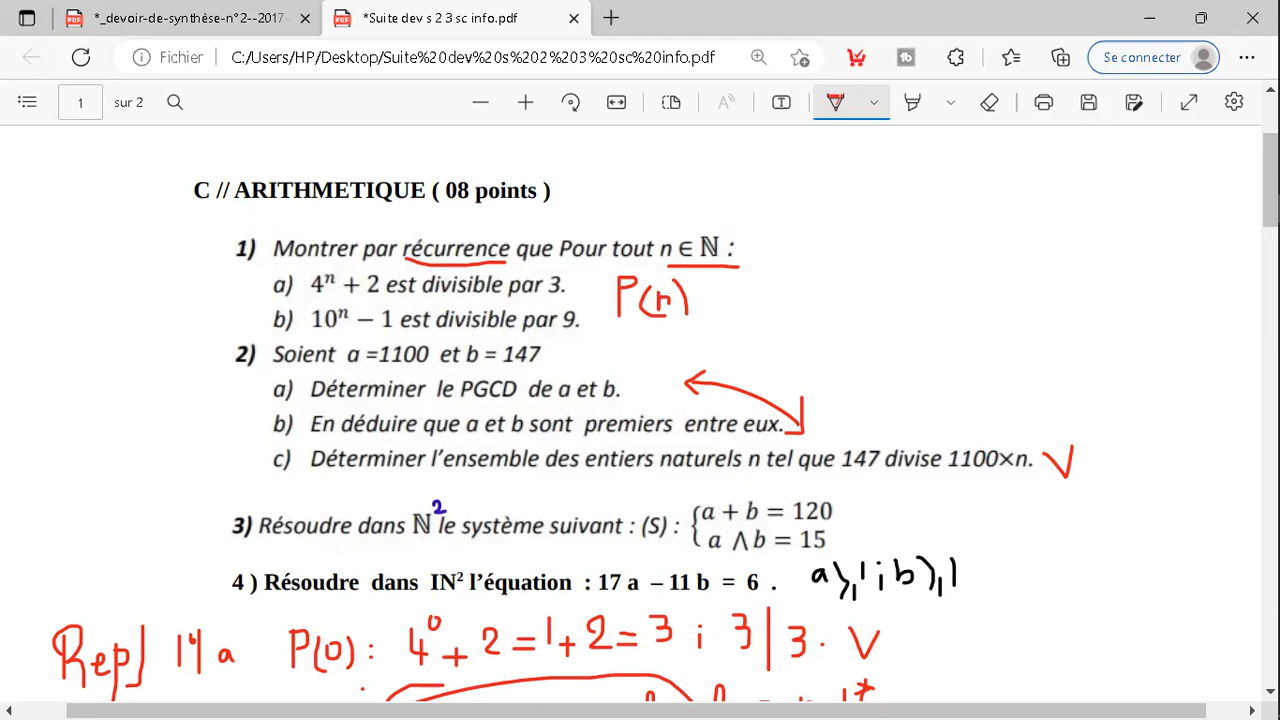 *_devoir-de-synthèse-n°2--2017-
*Suite dev s 2 3 sc info.pdf
Fichier
C:/Users/HP/Desktop/Suite%20dev%20s%202%203%20sc%20info.pdf
Se connecter
1 sur 2
C // ARITHMETIQUE ( 08 points )
1) Montrer par récurrence que Pour tout n ∈ ℕ :
a) 4ⁿ + 2 est divisible par 3.
P(n)
b) 10ⁿ − 1 est divisible par 9.
2) Soient a =1100 et b = 147
a) Déterminer le PGCD de a et b.
b) En déduire que a et b sont premiers entre eux.
c) Déterminer l'ensemble des entiers naturels n tel que 147 divise 1100×n. V
3) Résoudre dans ℕ² le système suivant : (S) : { a + b = 120
a ∧ b = 15
4 ) Résoudre dans IN² l'équation : 17 a – 11 b = 6 . a⩾1 ; b⩾1
Rep] 1) a P(0) : 4⁰ + 2 = 1 + 2 = 3 ; 3 | 3 . V